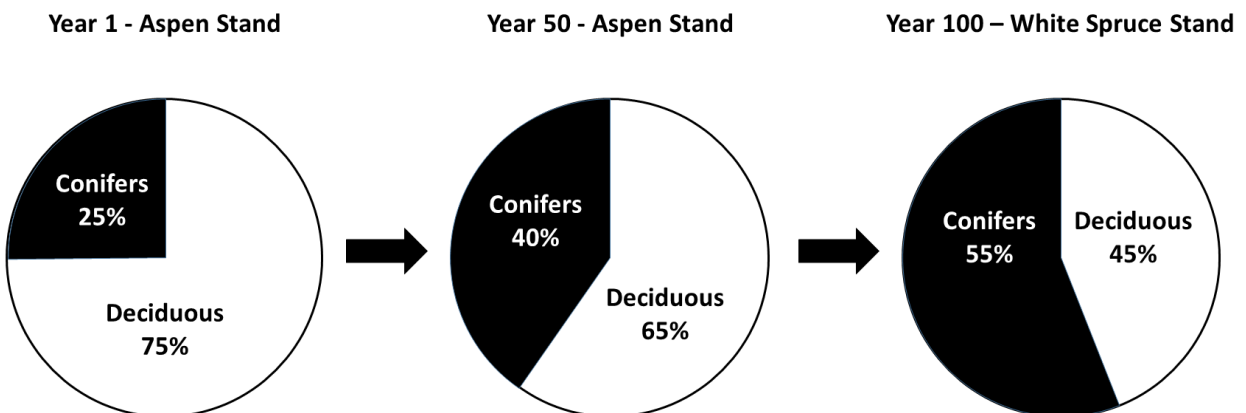 Year 1 - Aspen Stand
Year 50 - Aspen Stand
Year 100 – White Spruce Stand
Conifers
25%
Deciduous
75%
Conifers
40%
Deciduous
65%
Conifers
55%
Deciduous
45%